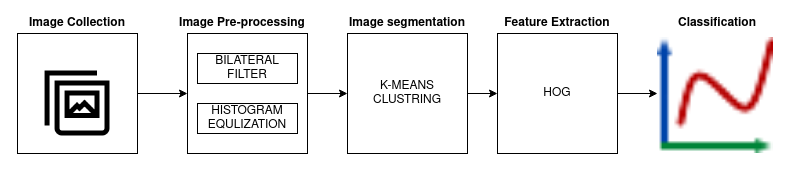 Image Collection
Image Pre-processing
Image segmentation
Feature Extraction
Classification
BILATERAL
FILTER
HISTOGRAM
EQULIZATION
K-MEANS
CLUSTRING
HOG